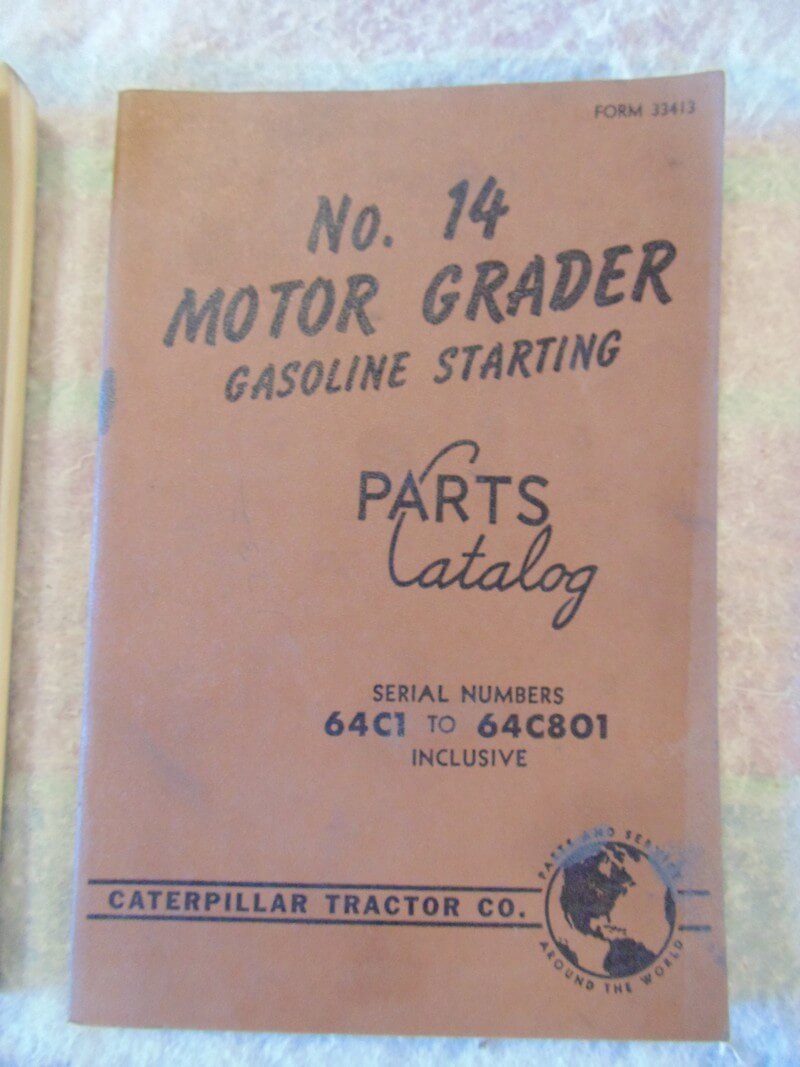 FORM 33413
No. 14
MOTOR GRADER
GASOLINE STARTING
PARTS
Catalog
SERIAL NUMBERS
64C1 TO 64C801
INCLUSIVE
CATERPILLAR TRACTOR CO.
PARTS AND SERVICE
AROUND THE WORLD